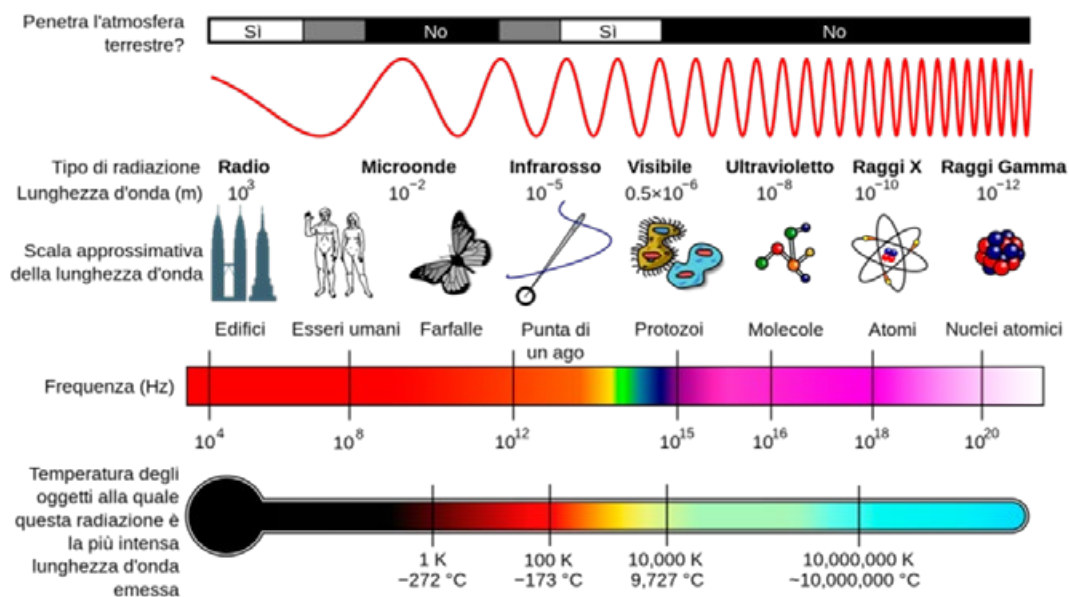 Penetra l'atmosfera
terrestre?
Sì No Sì No
Tipo di radiazione Radio Microonde Infrarosso Visibile Ultravioletto Raggi X Raggi Gamma
Lunghezza d'onda (m) 10³ 10⁻² 10⁻⁵ 0.5×10⁻⁶ 10⁻⁸ 10⁻¹⁰ 10⁻¹²
Scala approssimativa
della lunghezza d'onda
Edifici Esseri umani Farfalle Punta di Protozoi Molecole Atomi Nuclei atomici
un ago
Frequenza (Hz)
10⁴ 10⁸ 10¹² 10¹⁵ 10¹⁶ 10¹⁸ 10²⁰
Temperatura degli
oggetti alla quale
questa radiazione è
la più intensa
lunghezza d'onda
emessa
1 K 100 K 10,000 K 10,000,000 K
−272 °C −173 °C 9,727 °C ~10,000,000 °C